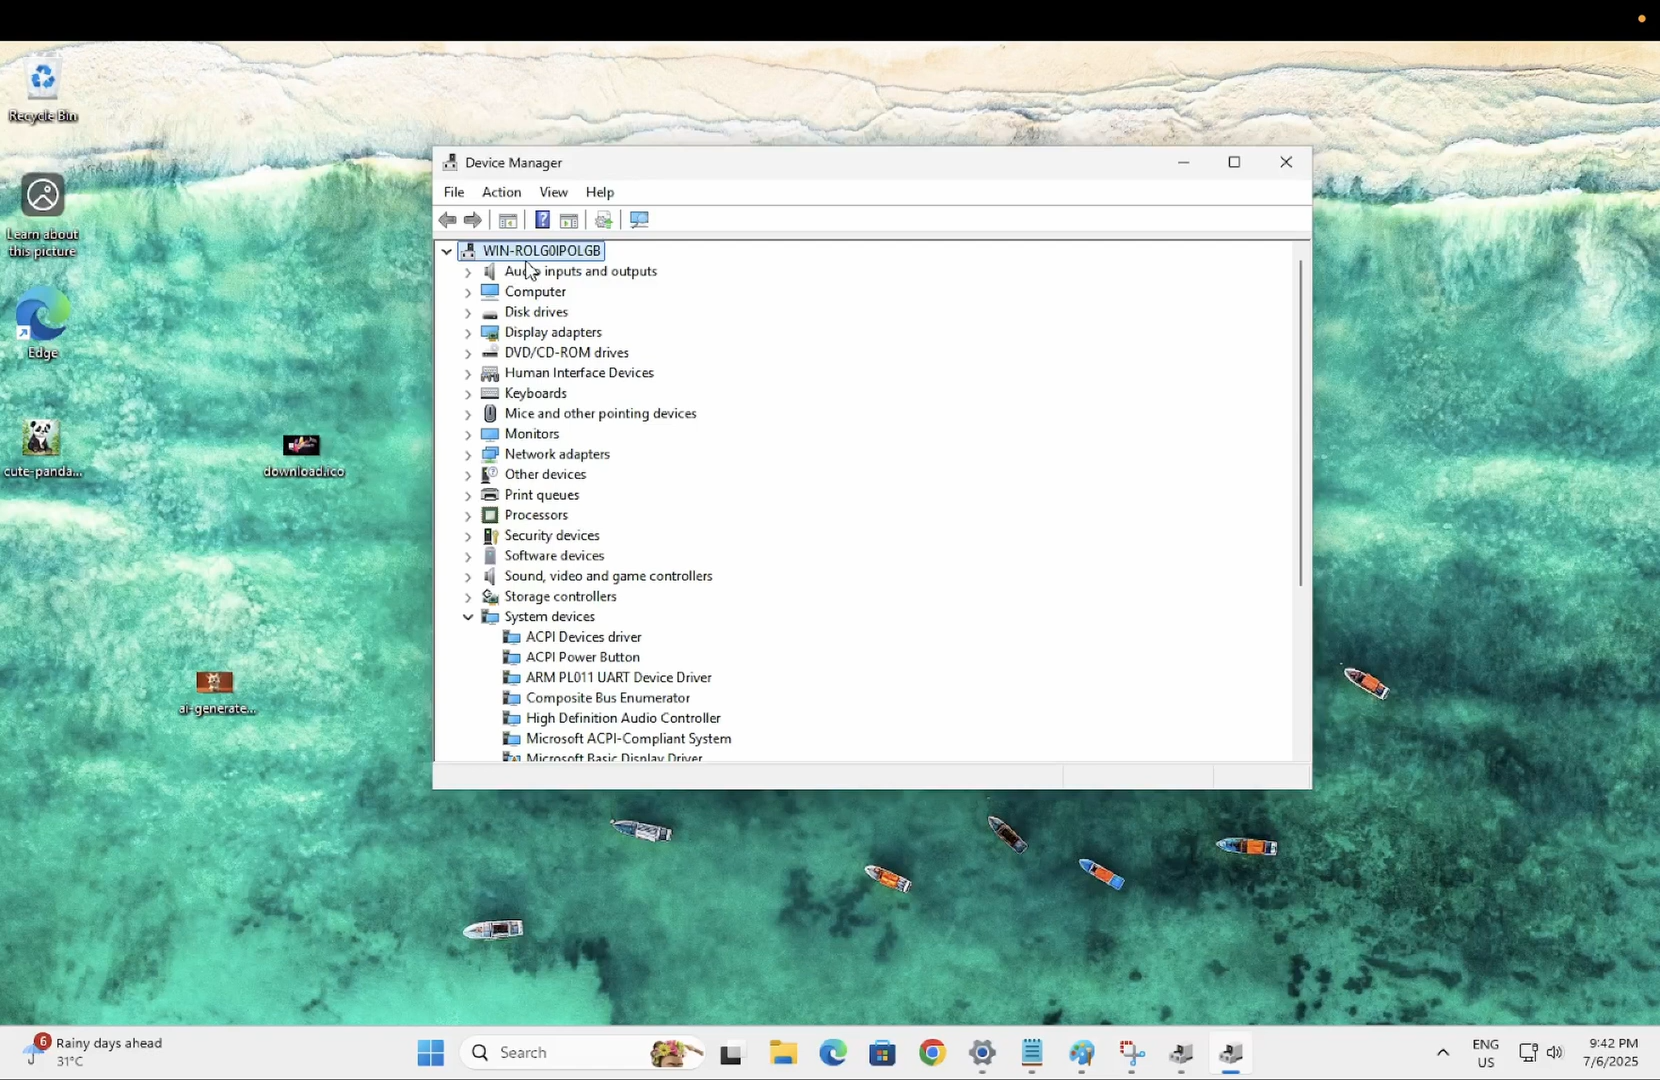 Recycle Bin
Learn about
this picture
Edge
cute-panda...
download.ico
ai-generate...
Device Manager
File Action View Help
WIN-ROLG0IPOLGB
Audio inputs and outputs
Computer
Disk drives
Display adapters
DVD/CD-ROM drives
Human Interface Devices
Keyboards
Mice and other pointing devices
Monitors
Network adapters
Other devices
Print queues
Processors
Security devices
Software devices
Sound, video and game controllers
Storage controllers
System devices
ACPI Devices driver
ACPI Power Button
ARM PL011 UART Device Driver
Composite Bus Enumerator
High Definition Audio Controller
Microsoft ACPI-Compliant System
Microsoft Basic Display Driver
6
Rainy days ahead
31°C
Search
ENG
US
9:42 PM
7/6/2025